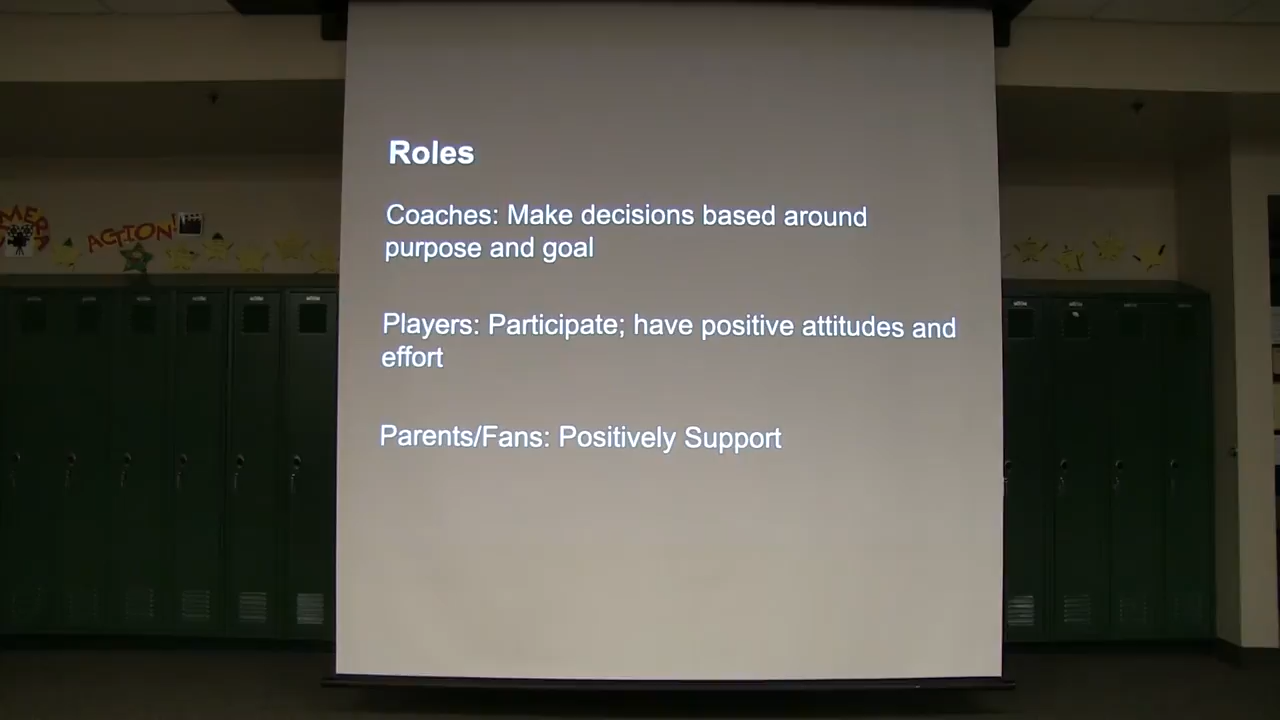 Roles
Coaches: Make decisions based around
purpose and goal
Players: Participate; have positive attitudes and
effort
Parents/Fans: Positively Support
ACTION!